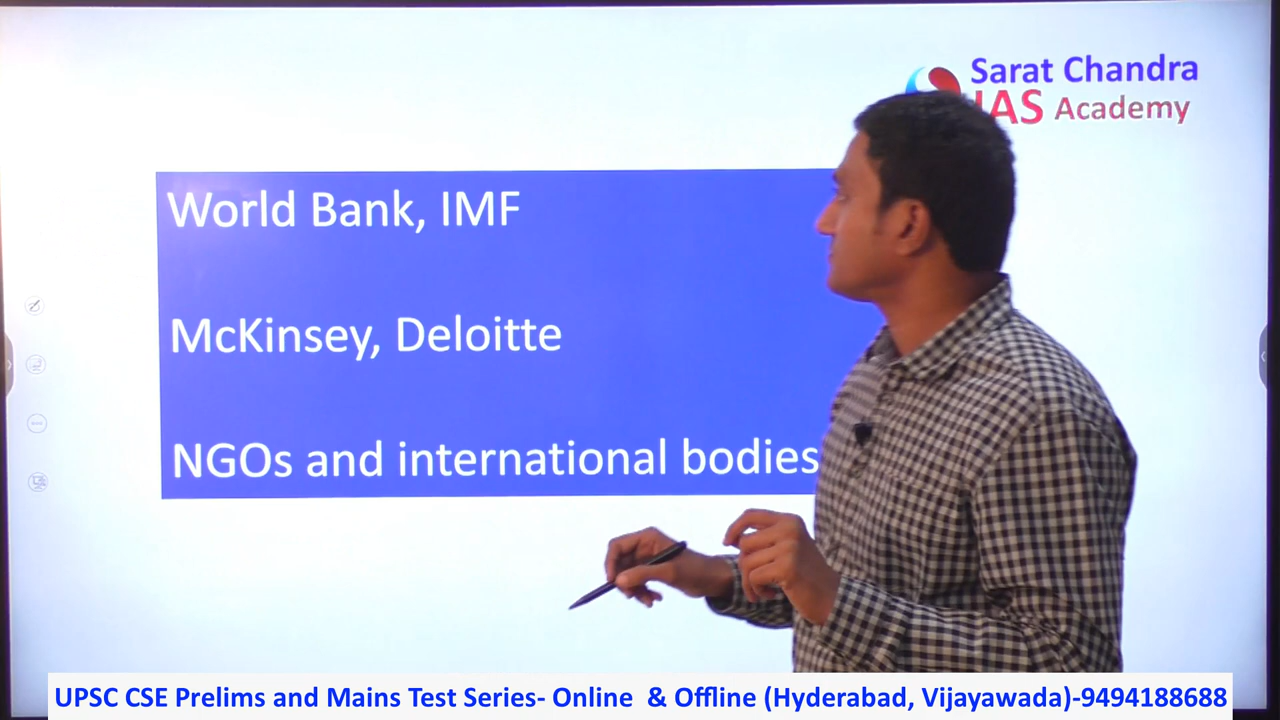 Sarat Chandra
IAS Academy
World Bank, IMF
McKinsey, Deloitte
NGOs and international bodies
UPSC CSE Prelims and Mains Test Series- Online & Offline (Hyderabad, Vijayawada)-9494188688